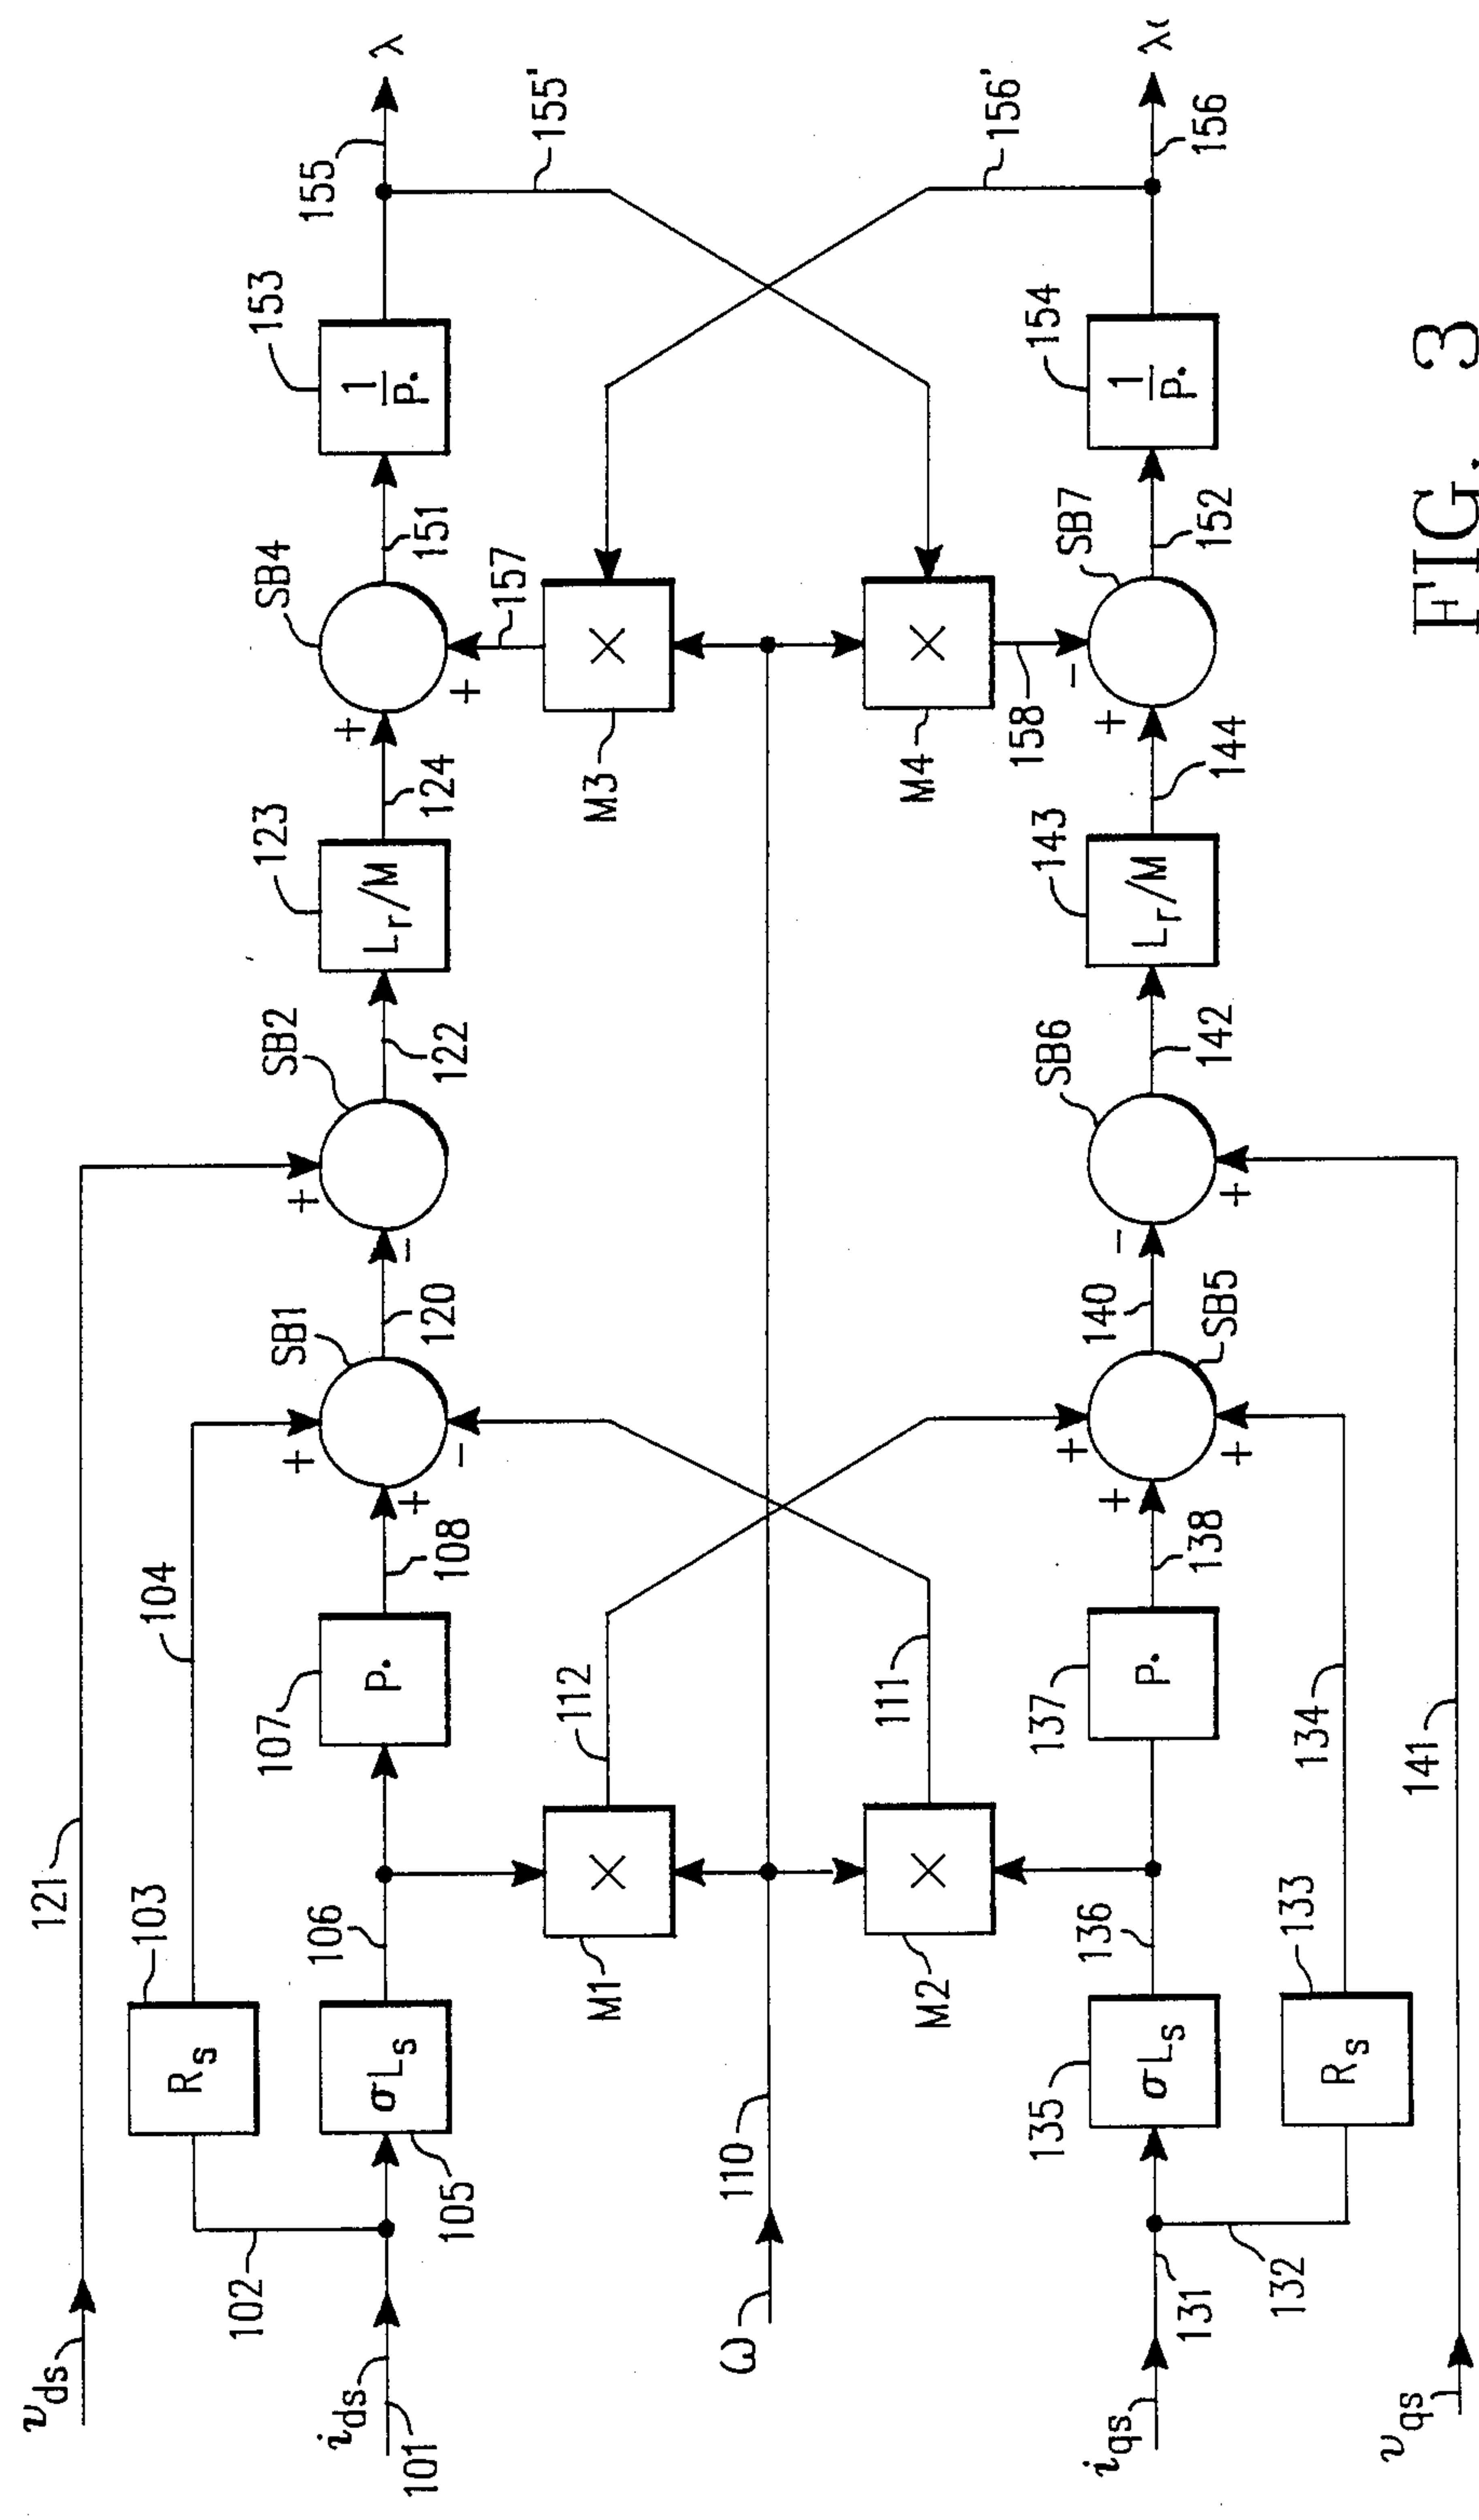 v_ds
121
i_ds
101
102
R_s
103
104
σL_s
105
106
P·
107
108
SB1
+
+
-
120
SB2
+
-
122
L_r/M
123
124
SB4
+
+
151
1/P·
153
155
λ
155'
ω
110
M1
×
112
M2
×
111
M3
×
157
M4
×
158
156'
i_qs
131
132
R_s
133
134
σL_s
135
136
P·
137
138
SB5
+
+
+
140
SB6
-
+
141
v_qs
142
L_r/M
143
144
SB7
+
-
152
1/P·
154
156
FIG. 3